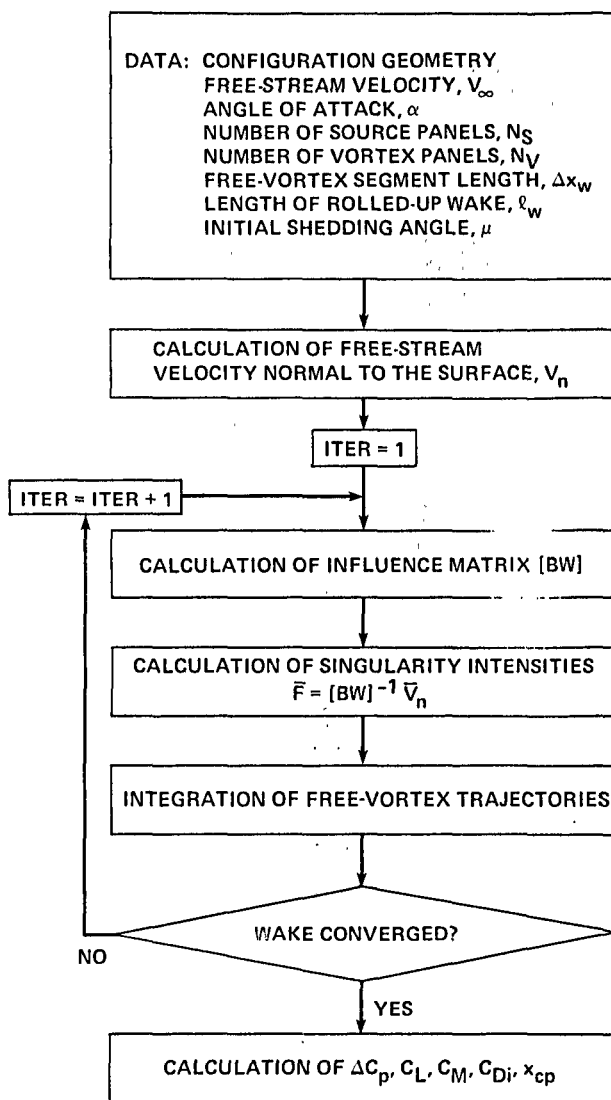 DATA: CONFIGURATION GEOMETRY
FREE-STREAM VELOCITY, V∞
ANGLE OF ATTACK, α
NUMBER OF SOURCE PANELS, NS
NUMBER OF VORTEX PANELS, NV
FREE-VORTEX SEGMENT LENGTH, Δxw
LENGTH OF ROLLED-UP WAKE, ℓw
INITIAL SHEDDING ANGLE, μ
CALCULATION OF FREE-STREAM
VELOCITY NORMAL TO THE SURFACE, Vn
ITER = 1
ITER = ITER + 1
CALCULATION OF INFLUENCE MATRIX [BW]
CALCULATION OF SINGULARITY INTENSITIES
F̄ = [BW]⁻¹ V̄n
INTEGRATION OF FREE-VORTEX TRAJECTORIES
WAKE CONVERGED?
NO
YES
CALCULATION OF ΔCp, CL, CM, CDi, xcp